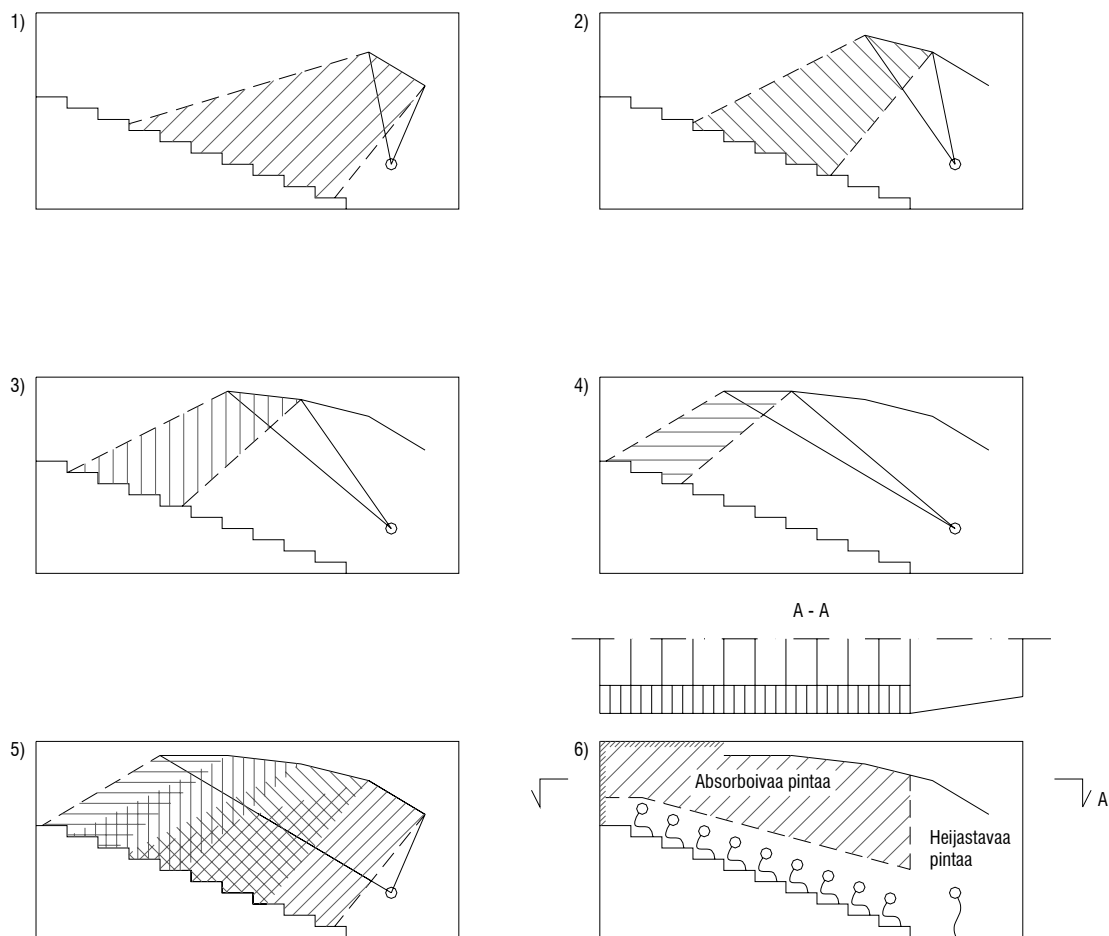 1)
2)
3)
4)
A - A
5)
6)
Absorboivaa pintaa
A
Heijastavaa
pintaa